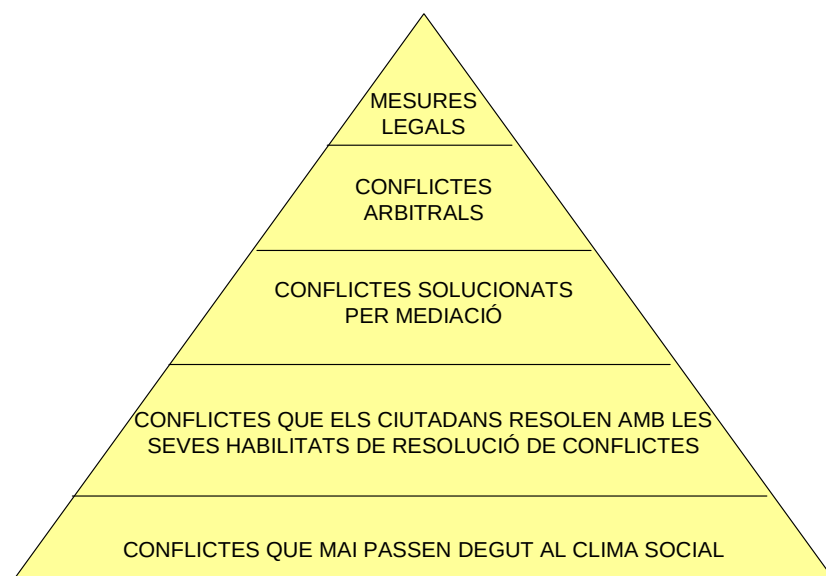 MESURES
LEGALS
CONFLICTES
ARBITRALS
CONFLICTES SOLUCIONATS
PER MEDIACIÓ
CONFLICTES QUE ELS CIUTADANS RESOLEN AMB LES
SEVES HABILITATS DE RESOLUCIÓ DE CONFLICTES
CONFLICTES QUE MAI PASSEN DEGUT AL CLIMA SOCIAL